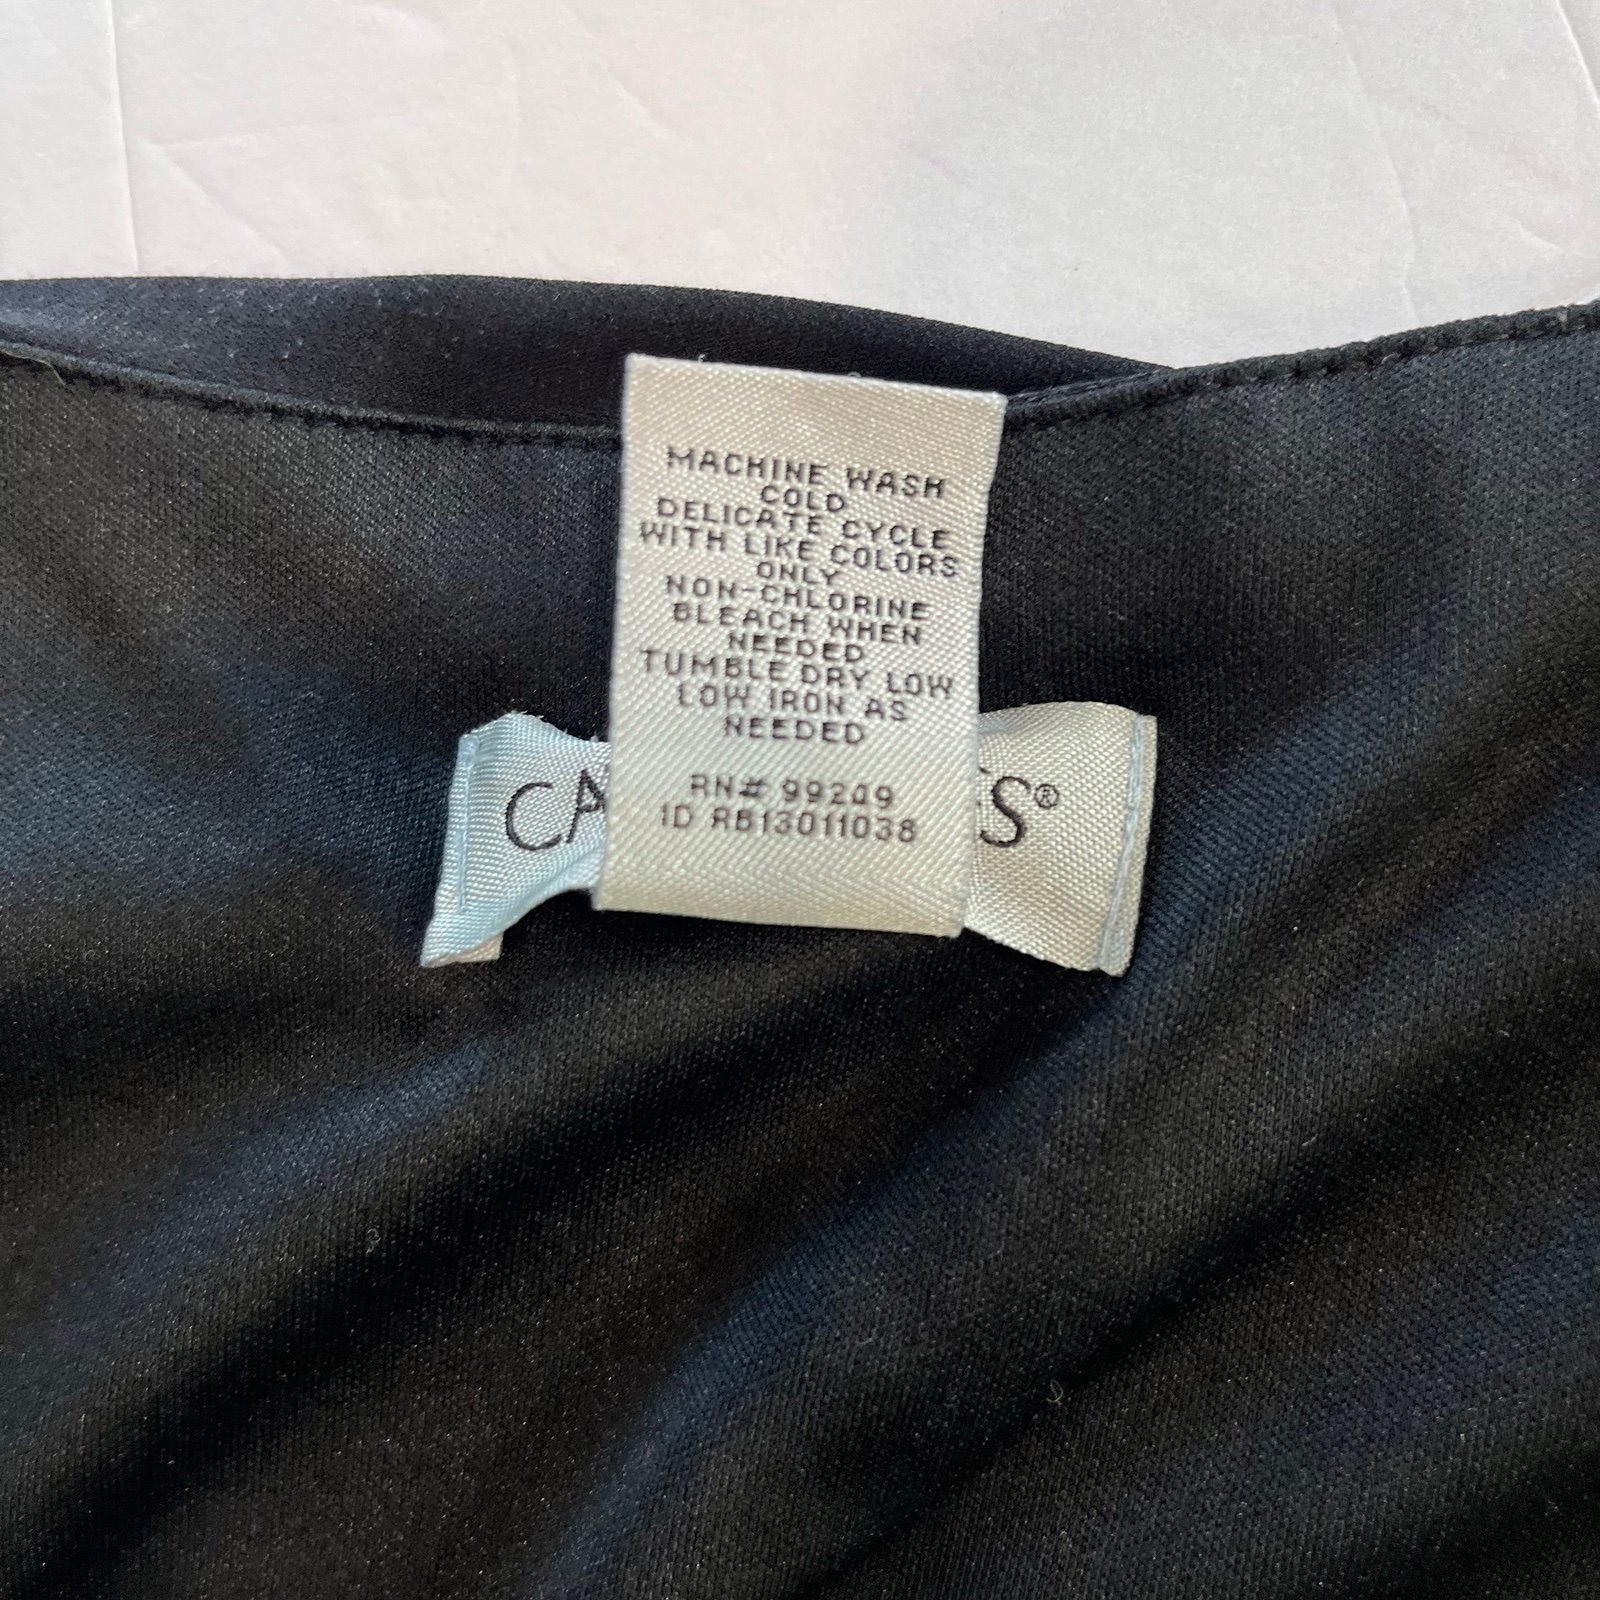 MACHINE WASH
COLD
DELICATE CYCLE
WITH LIKE COLORS
ONLY
NON-CHLORINE
BLEACH WHEN
NEEDED
TUMBLE DRY LOW
LOW IRON AS
NEEDED
RN# 99249
ID RB13011038